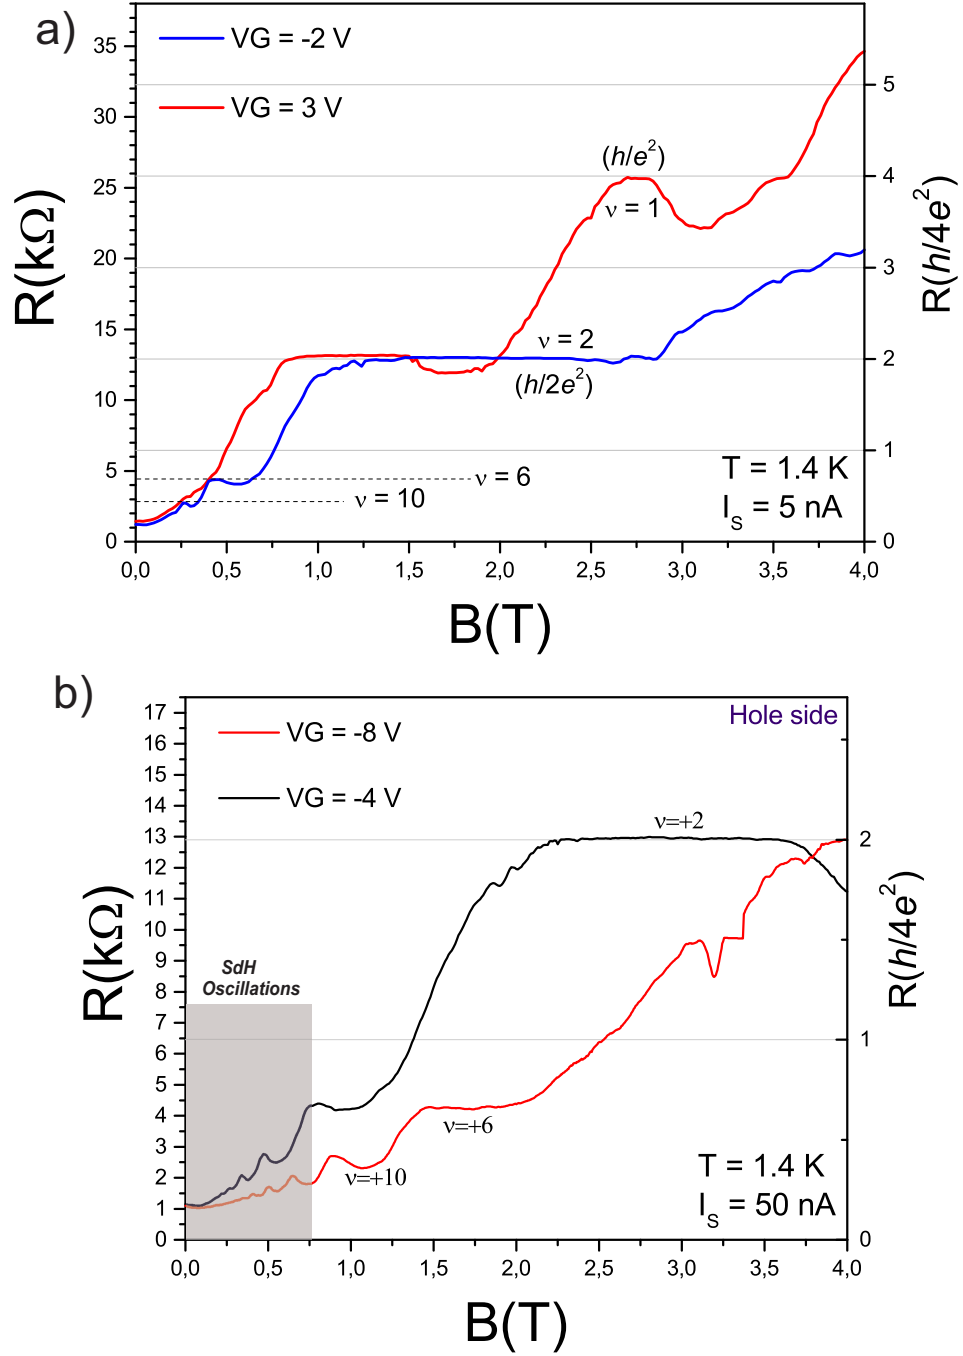 a)
VG = -2 V
VG = 3 V
R(kΩ)
35
30
25
20
15
10
5
0
R(h/4e²)
5
4
3
2
1
0
(h/e²)
ν = 1
ν = 2
(h/2e²)
ν = 6
ν = 10
T = 1.4 K
I_S = 5 nA
0,0 0,5 1,0 1,5 2,0 2,5 3,0 3,5 4,0
B(T)
b)
Hole side
VG = -8 V
VG = -4 V
R(kΩ)
17
16
15
14
13
12
11
10
9
8
7
6
5
4
3
2
1
0
R(h/4e²)
2
1
0
ν=+2
SdH
Oscillations
ν=+6
ν=+10
T = 1.4 K
I_S = 50 nA
0,0 0,5 1,0 1,5 2,0 2,5 3,0 3,5 4,0
B(T)